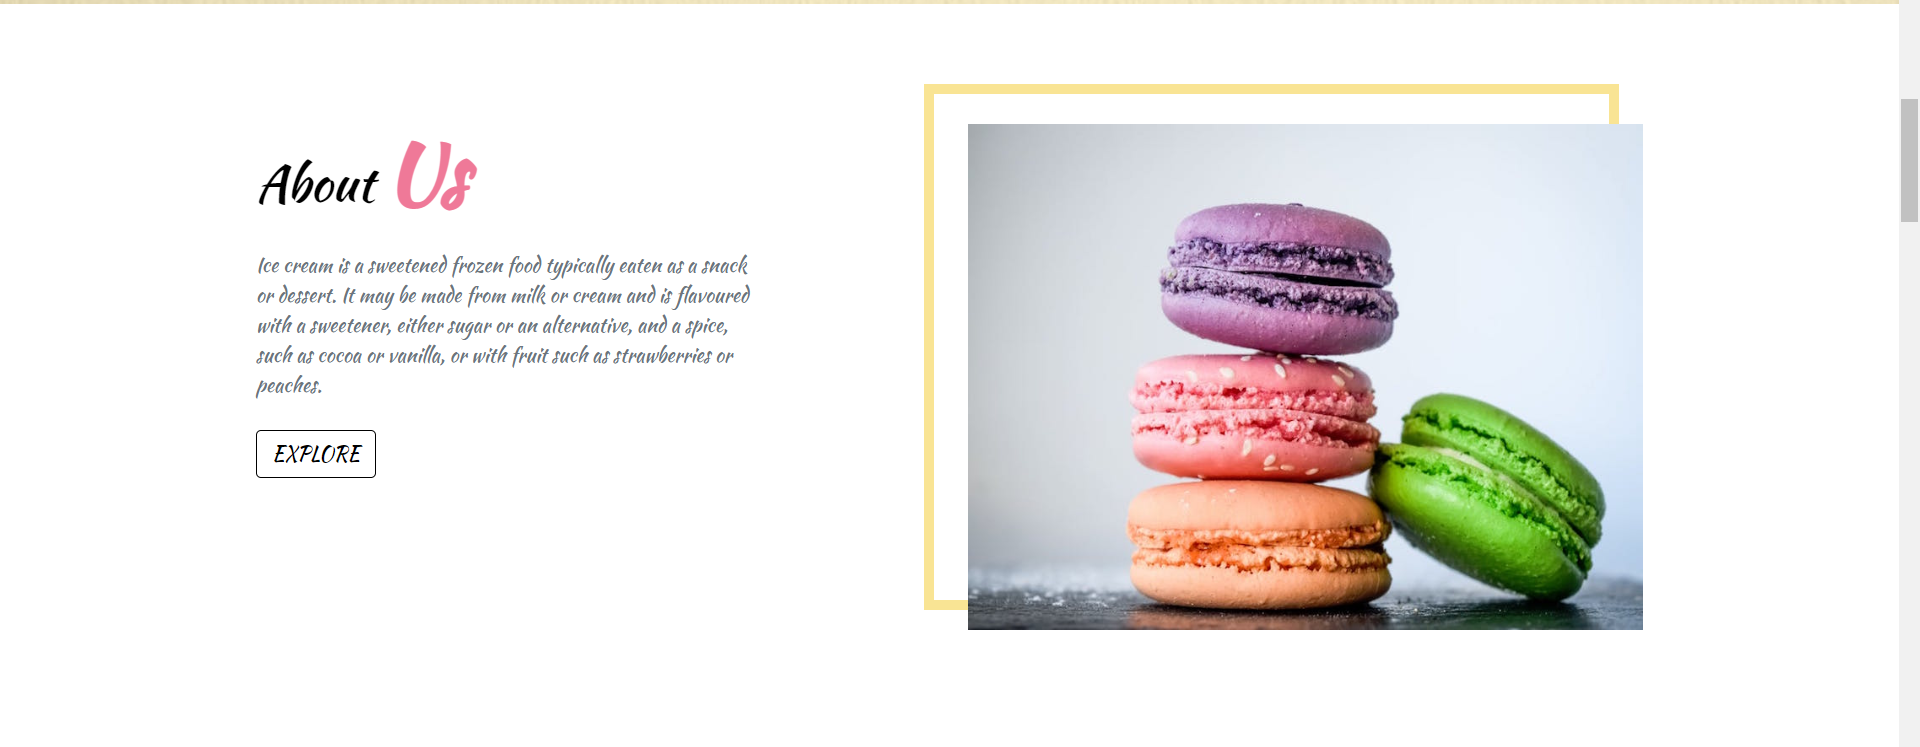 About Us
Ice cream is a sweetened frozen food typically eaten as a snack
or dessert. It may be made from milk or cream and is flavoured
with a sweetener, either sugar or an alternative, and a spice,
such as cocoa or vanilla, or with fruit such as strawberries or
peaches.
EXPLORE